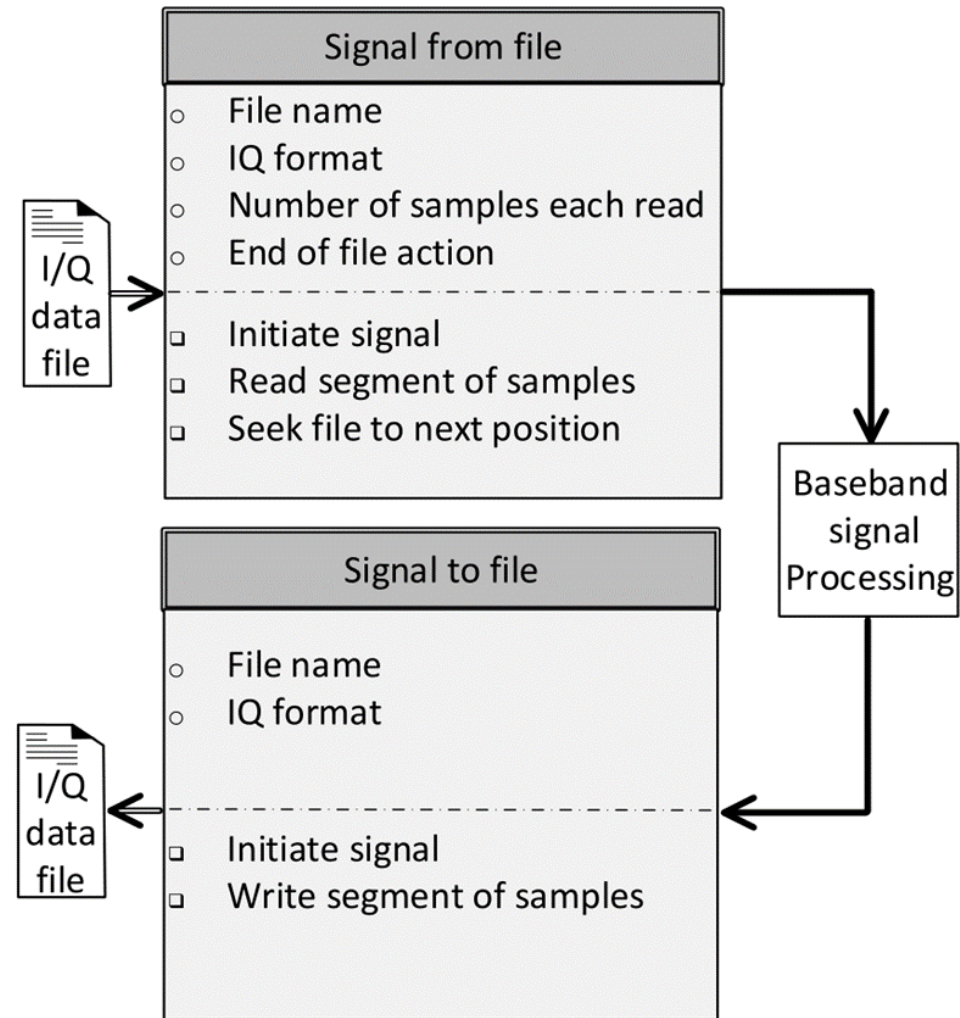 Signal from file
File name
IQ format
Number of samples each read
End of file action
I/Q
data
file
Initiate signal
Read segment of samples
Seek file to next position
Baseband
signal
Processing
Signal to file
File name
IQ format
I/Q
data
file
Initiate signal
Write segment of samples